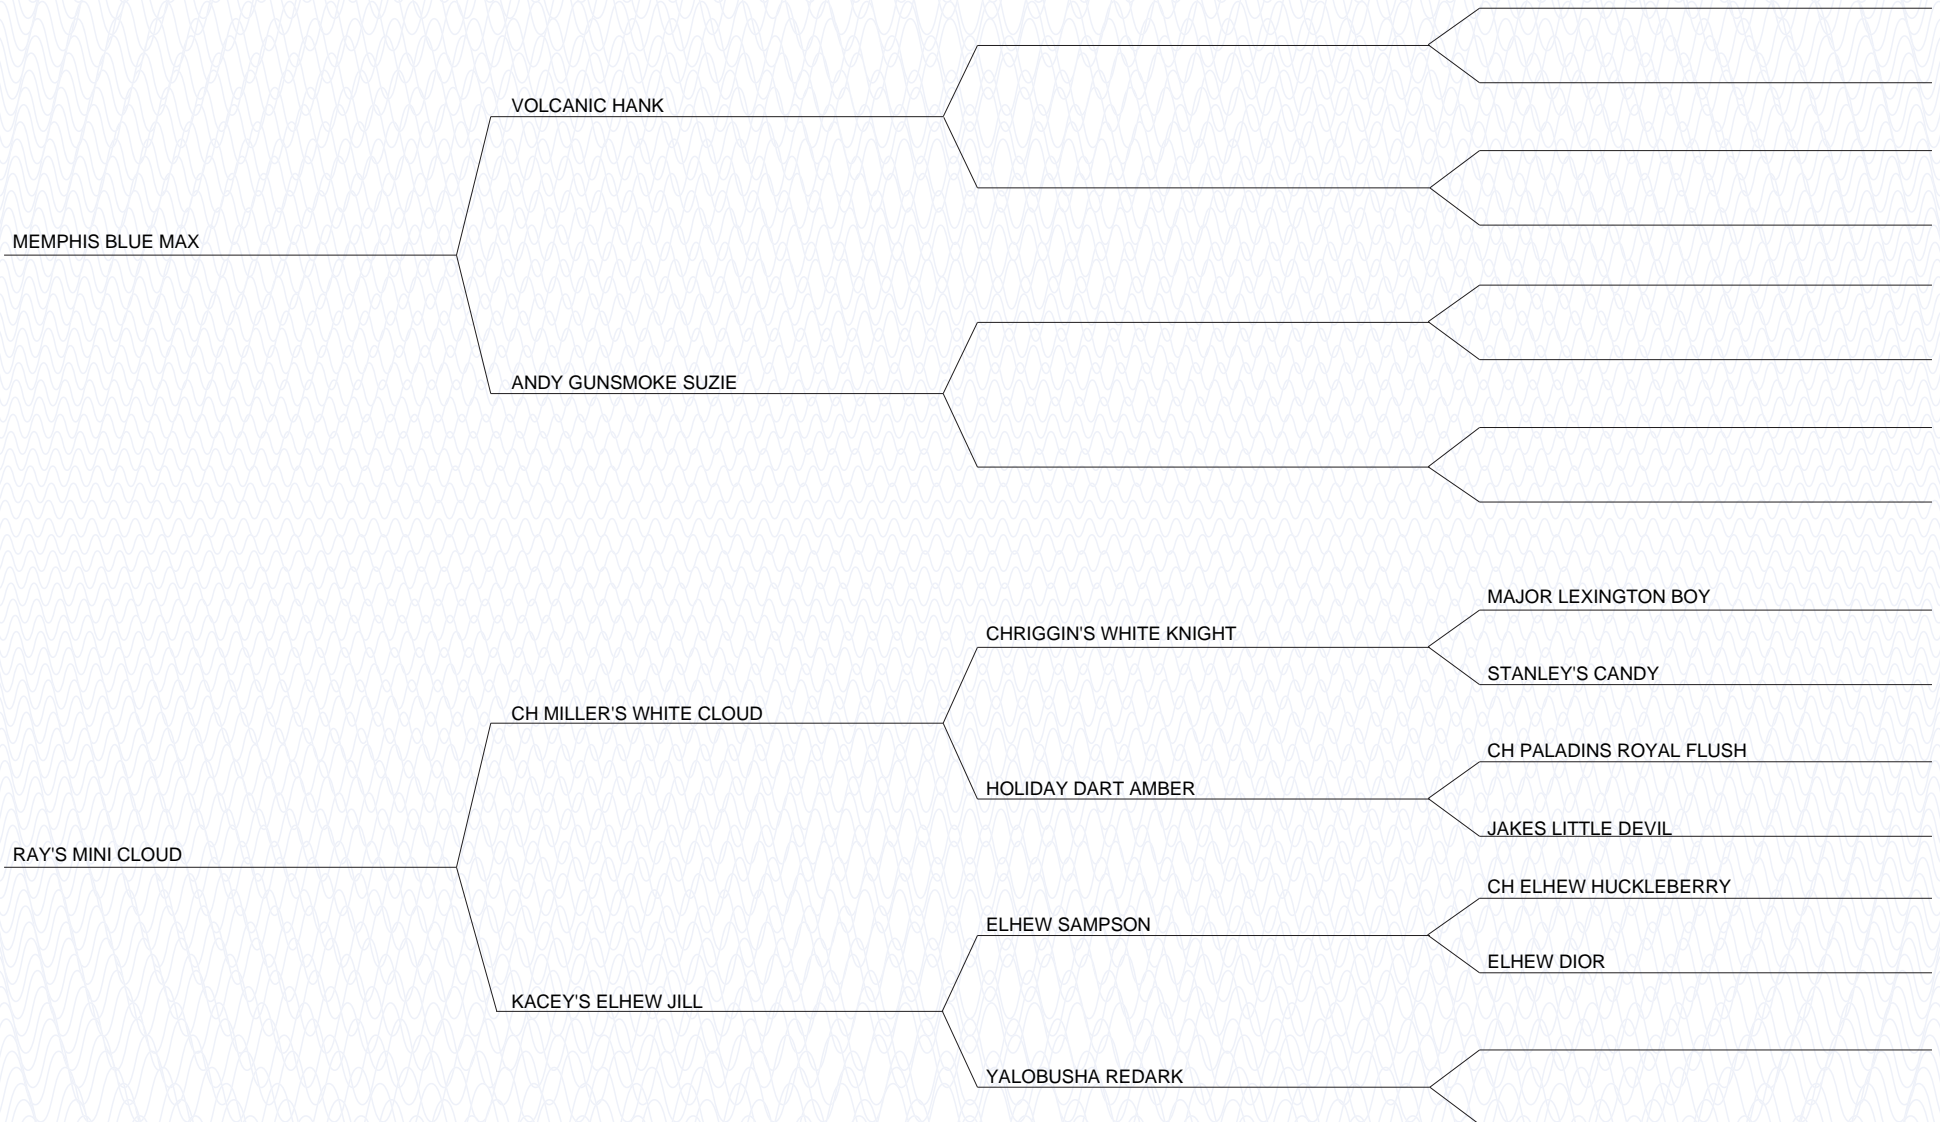 VOLCANIC HANK
MEMPHIS BLUE MAX
ANDY GUNSMOKE SUZIE
MAJOR LEXINGTON BOY
CHRIGGIN'S WHITE KNIGHT
STANLEY'S CANDY
CH MILLER'S WHITE CLOUD
CH PALADINS ROYAL FLUSH
HOLIDAY DART AMBER
JAKES LITTLE DEVIL
RAY'S MINI CLOUD
CH ELHEW HUCKLEBERRY
ELHEW SAMPSON
ELHEW DIOR
KACEY'S ELHEW JILL
YALOBUSHA REDARK